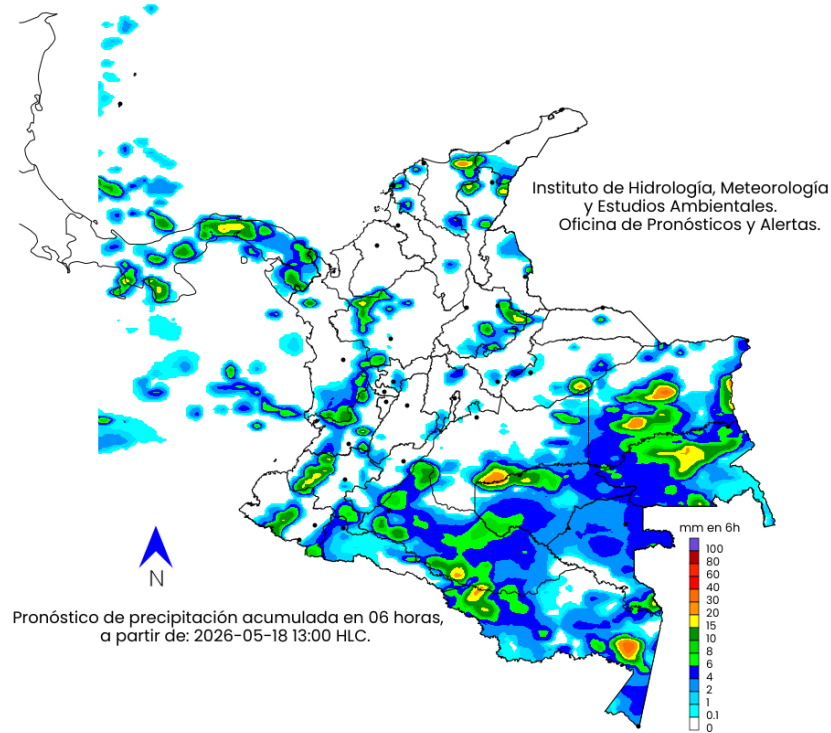 Instituto de Hidrología, Meteorología
y Estudios Ambientales.
Oficina de Pronósticos y Alertas.
mm en 6h
100
80
60
40
30
20
15
10
8
6
4
2
1
0.1
0
N
Pronóstico de precipitación acumulada en 06 horas,
a partir de: 2026-05-18 13:00 HLC.